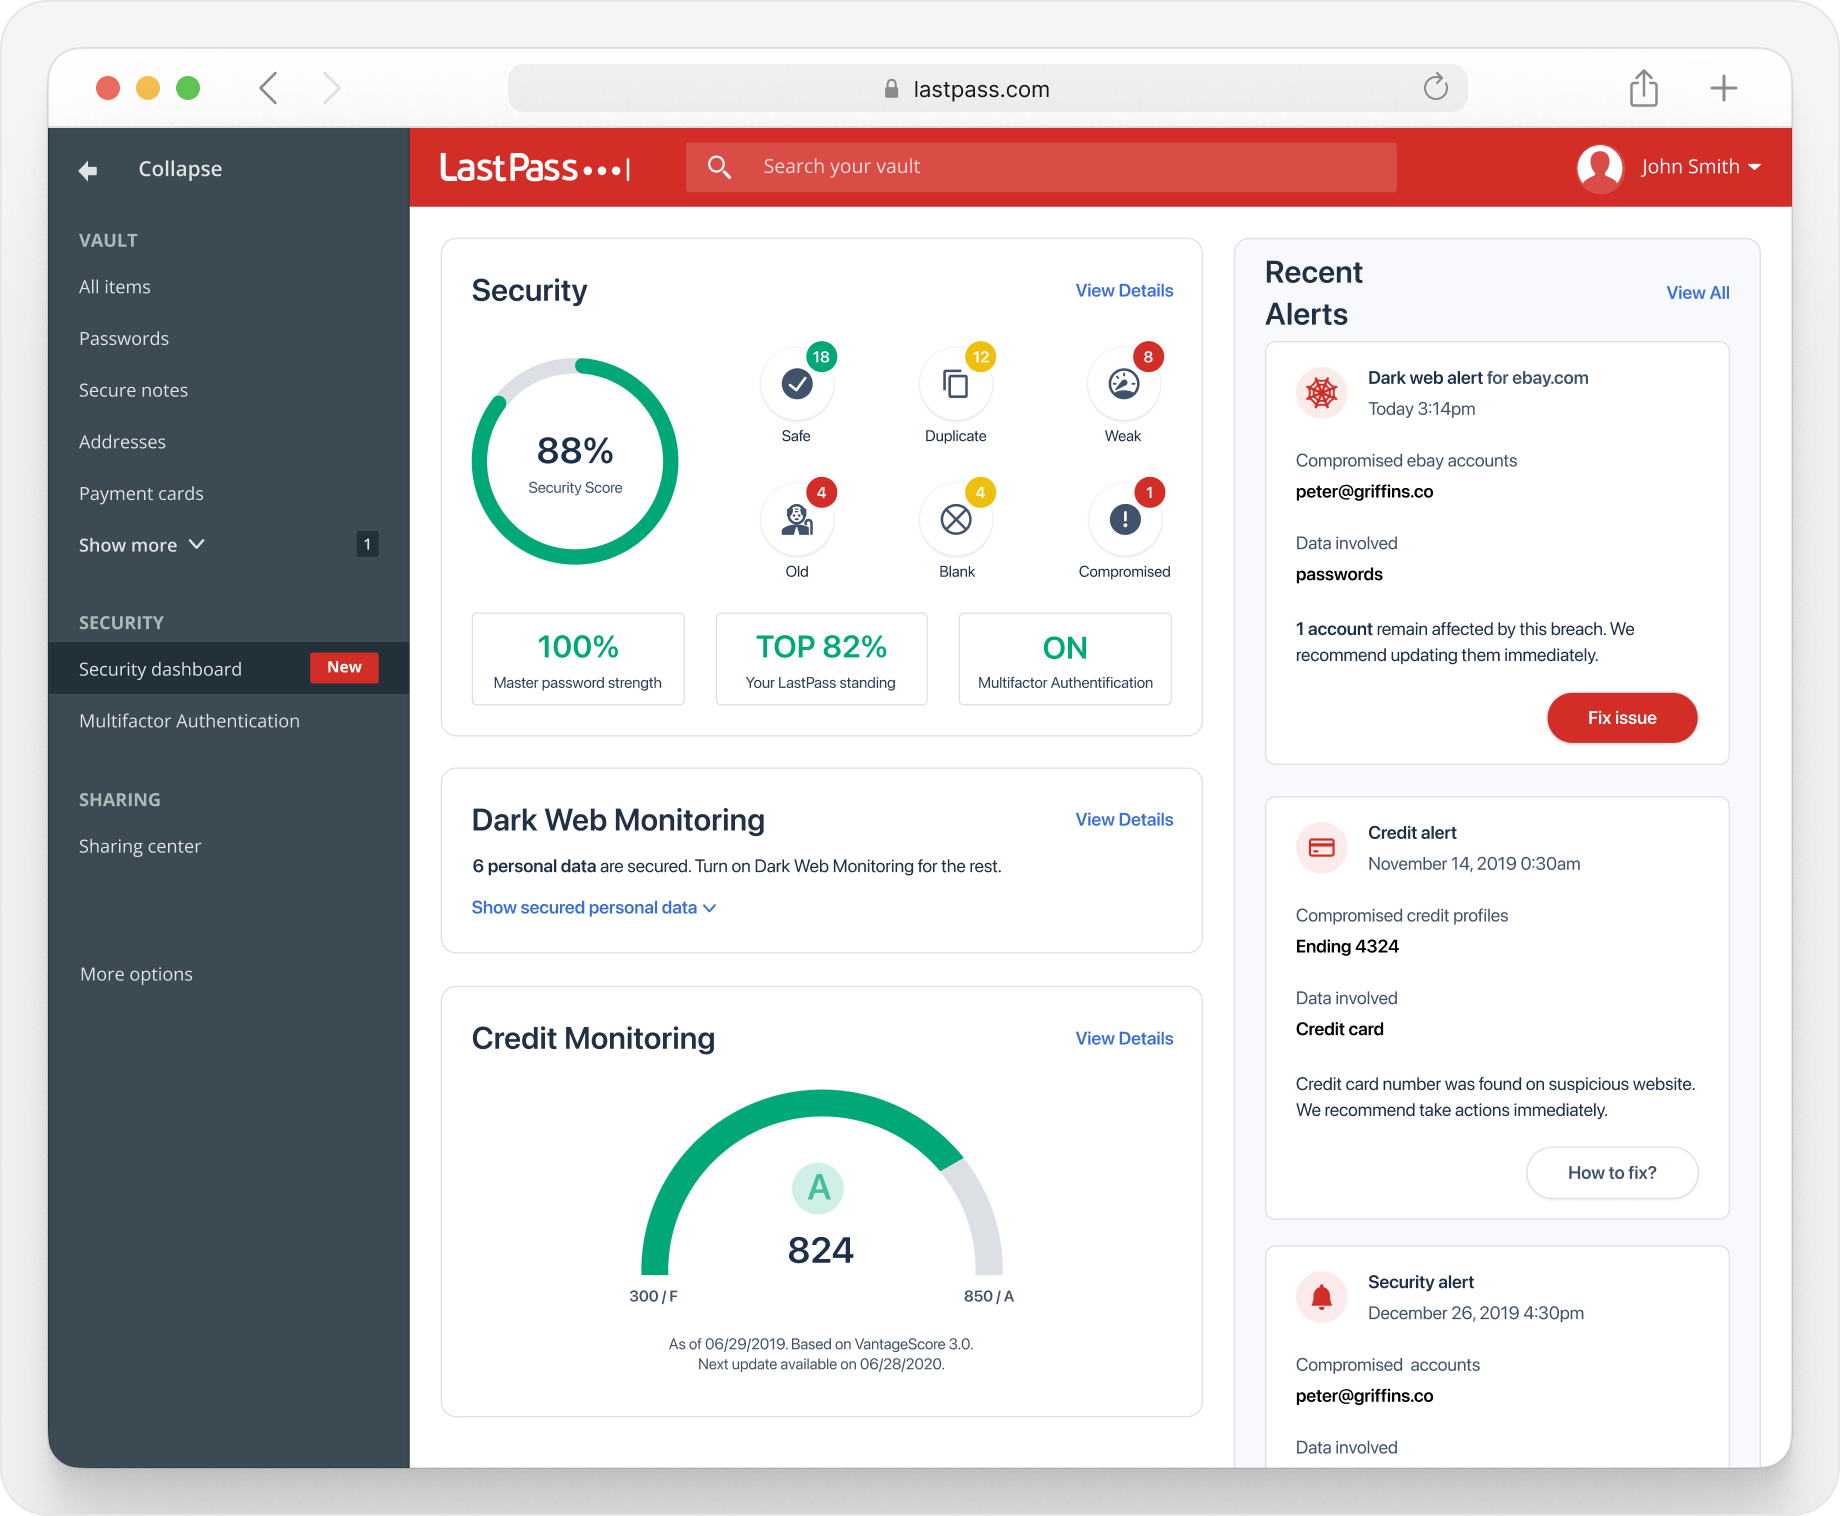 lastpass.com
Collapse
VAULT
All items
Passwords
Secure notes
Addresses
Payment cards
Show more
1
SECURITY
Security dashboard
New
Multifactor Authentication
SHARING
Sharing center
More options
LastPass
Search your vault
John Smith
Security
View Details
88%
Security Score
18
Safe
12
Duplicate
8
Weak
4
Old
4
Blank
1
Compromised
100%
Master password strength
TOP 82%
Your LastPass standing
ON
Multifactor Authentification
Dark Web Monitoring
View Details
6 personal data are secured. Turn on Dark Web Monitoring for the rest.
Show secured personal data
Credit Monitoring
View Details
A
824
300 / F
850 / A
As of 06/29/2019. Based on VantageScore 3.0.
Next update available on 06/28/2020.
Recent
Alerts
View All
Dark web alert for ebay.com
Today 3:14pm
Compromised ebay accounts
peter@griffins.co
Data involved
passwords
1 account remain affected by this breach. We
recommend updating them immediately.
Fix issue
Credit alert
November 14, 2019 0:30am
Compromised credit profiles
Ending 4324
Data involved
Credit card
Credit card number was found on suspicious website.
We recommend take actions immediately.
How to fix?
Security alert
December 26, 2019 4:30pm
Compromised  accounts
peter@griffins.co
Data involved